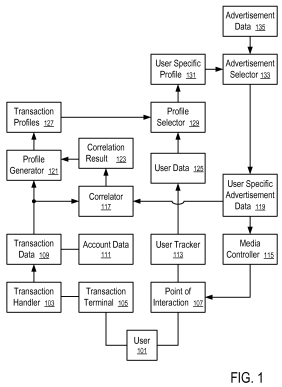 Advertisement
Data 135
User Specific
Profile 131
Advertisement
Selector 133
Transaction
Profiles 127
Profile
Selector 129
Correlation
Result 123
Profile
Generator 121
User Data
125
Correlator
117
User Specific
Advertisement
Data 119
Transaction
Data 109
Account Data
111
User Tracker
113
Media
Controller 115
Transaction
Handler 103
Transaction
Terminal 105
Point of
Interaction 107
User
101
FIG. 1